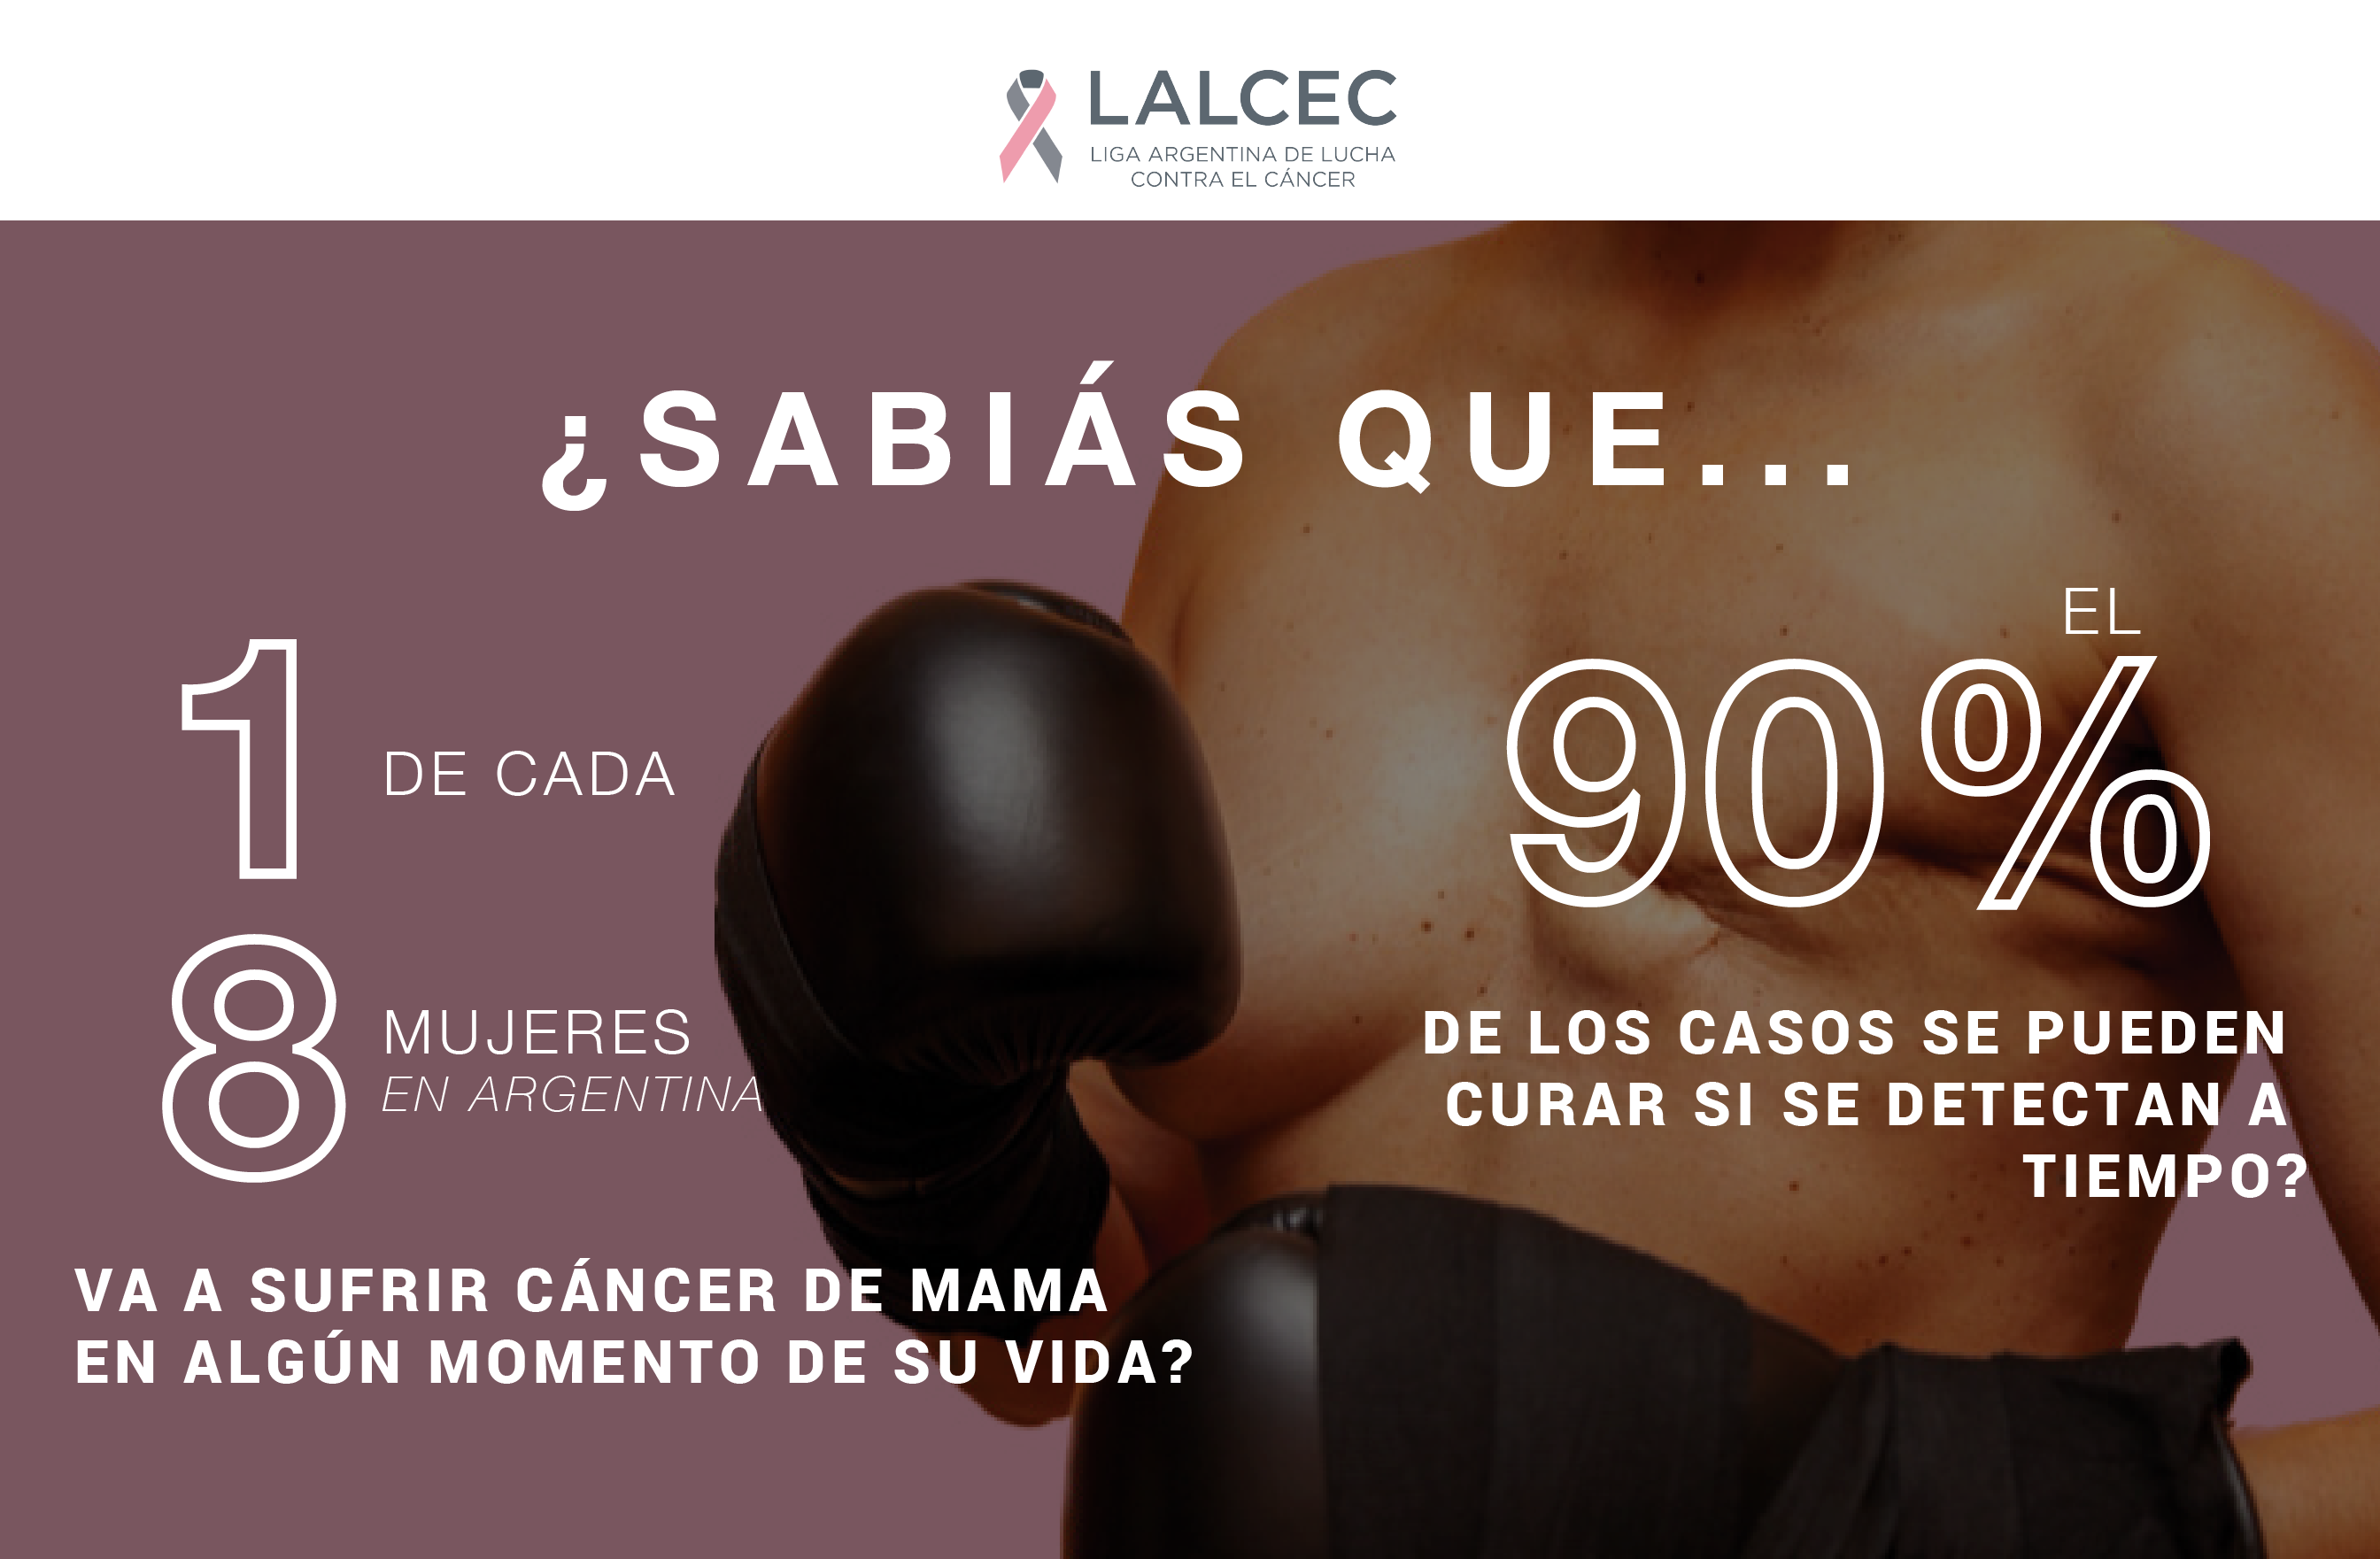 LALCEC
LIGA ARGENTINA DE LUCHA
CONTRA EL CÁNCER
¿SABIÁS QUE...
1 DE CADA
8 MUJERES
EN ARGENTINA
VA A SUFRIR CÁNCER DE MAMA
EN ALGÚN MOMENTO DE SU VIDA?
EL
90%
DE LOS CASOS SE PUEDEN
CURAR SI SE DETECTAN A
TIEMPO?